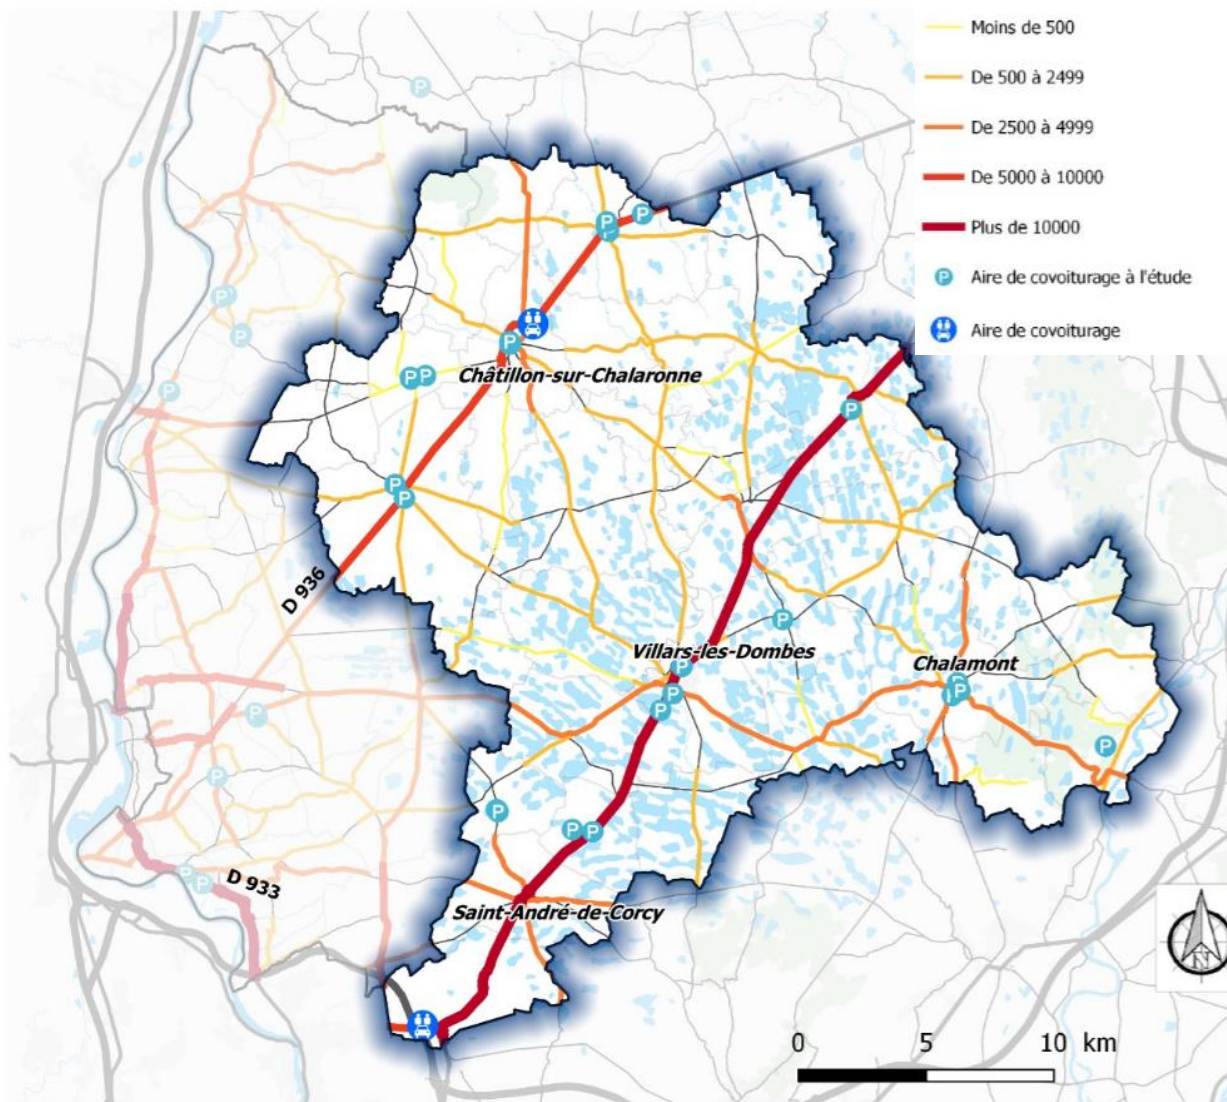 Moins de 500
De 500 à 2499
De 2500 à 4999
De 5000 à 10000
Plus de 10000
P Aire de covoiturage à l'étude
Aire de covoiturage
P
P
P
P
P
P
P
P
Châtillon-sur-Chalaronne
P
P
P
P
P
P
P
D 936
P
Villars-les-Dombes
P
Chalamont
P
P
P
P
P
P
P
P
P
P
P
P
D 933
Saint-André-de-Corcy
N
0 5 10 km